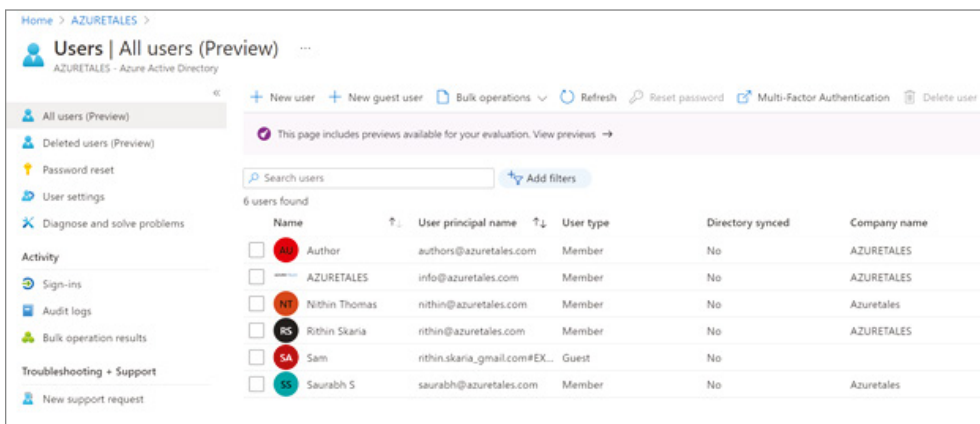 Home > AZURETALES >
Users | All users (Preview) ...
AZURETALES - Azure Active Directory
«
All users (Preview)
Deleted users (Preview)
Password reset
User settings
Diagnose and solve problems
Activity
Sign-ins
Audit logs
Bulk operation results
Troubleshooting + Support
New support request
+ New user + New guest user Bulk operations Refresh Reset password Multi-Factor Authentication Delete user
This page includes previews available for your evaluation. View previews →
Search users Add filters
6 users found
Name User principal name User type Directory synced Company name
AU Author authors@azuretales.com Member No AZURETALES
AZURETALES info@azuretales.com Member No AZURETALES
NT Nithin Thomas nithin@azuretales.com Member No Azuretales
RS Rithin Skaria rithin@azuretales.com Member No AZURETALES
SA Sam rithin.skaria_gmail.com#EX... Guest No
SS Saurabh S saurabh@azuretales.com Member No Azuretales